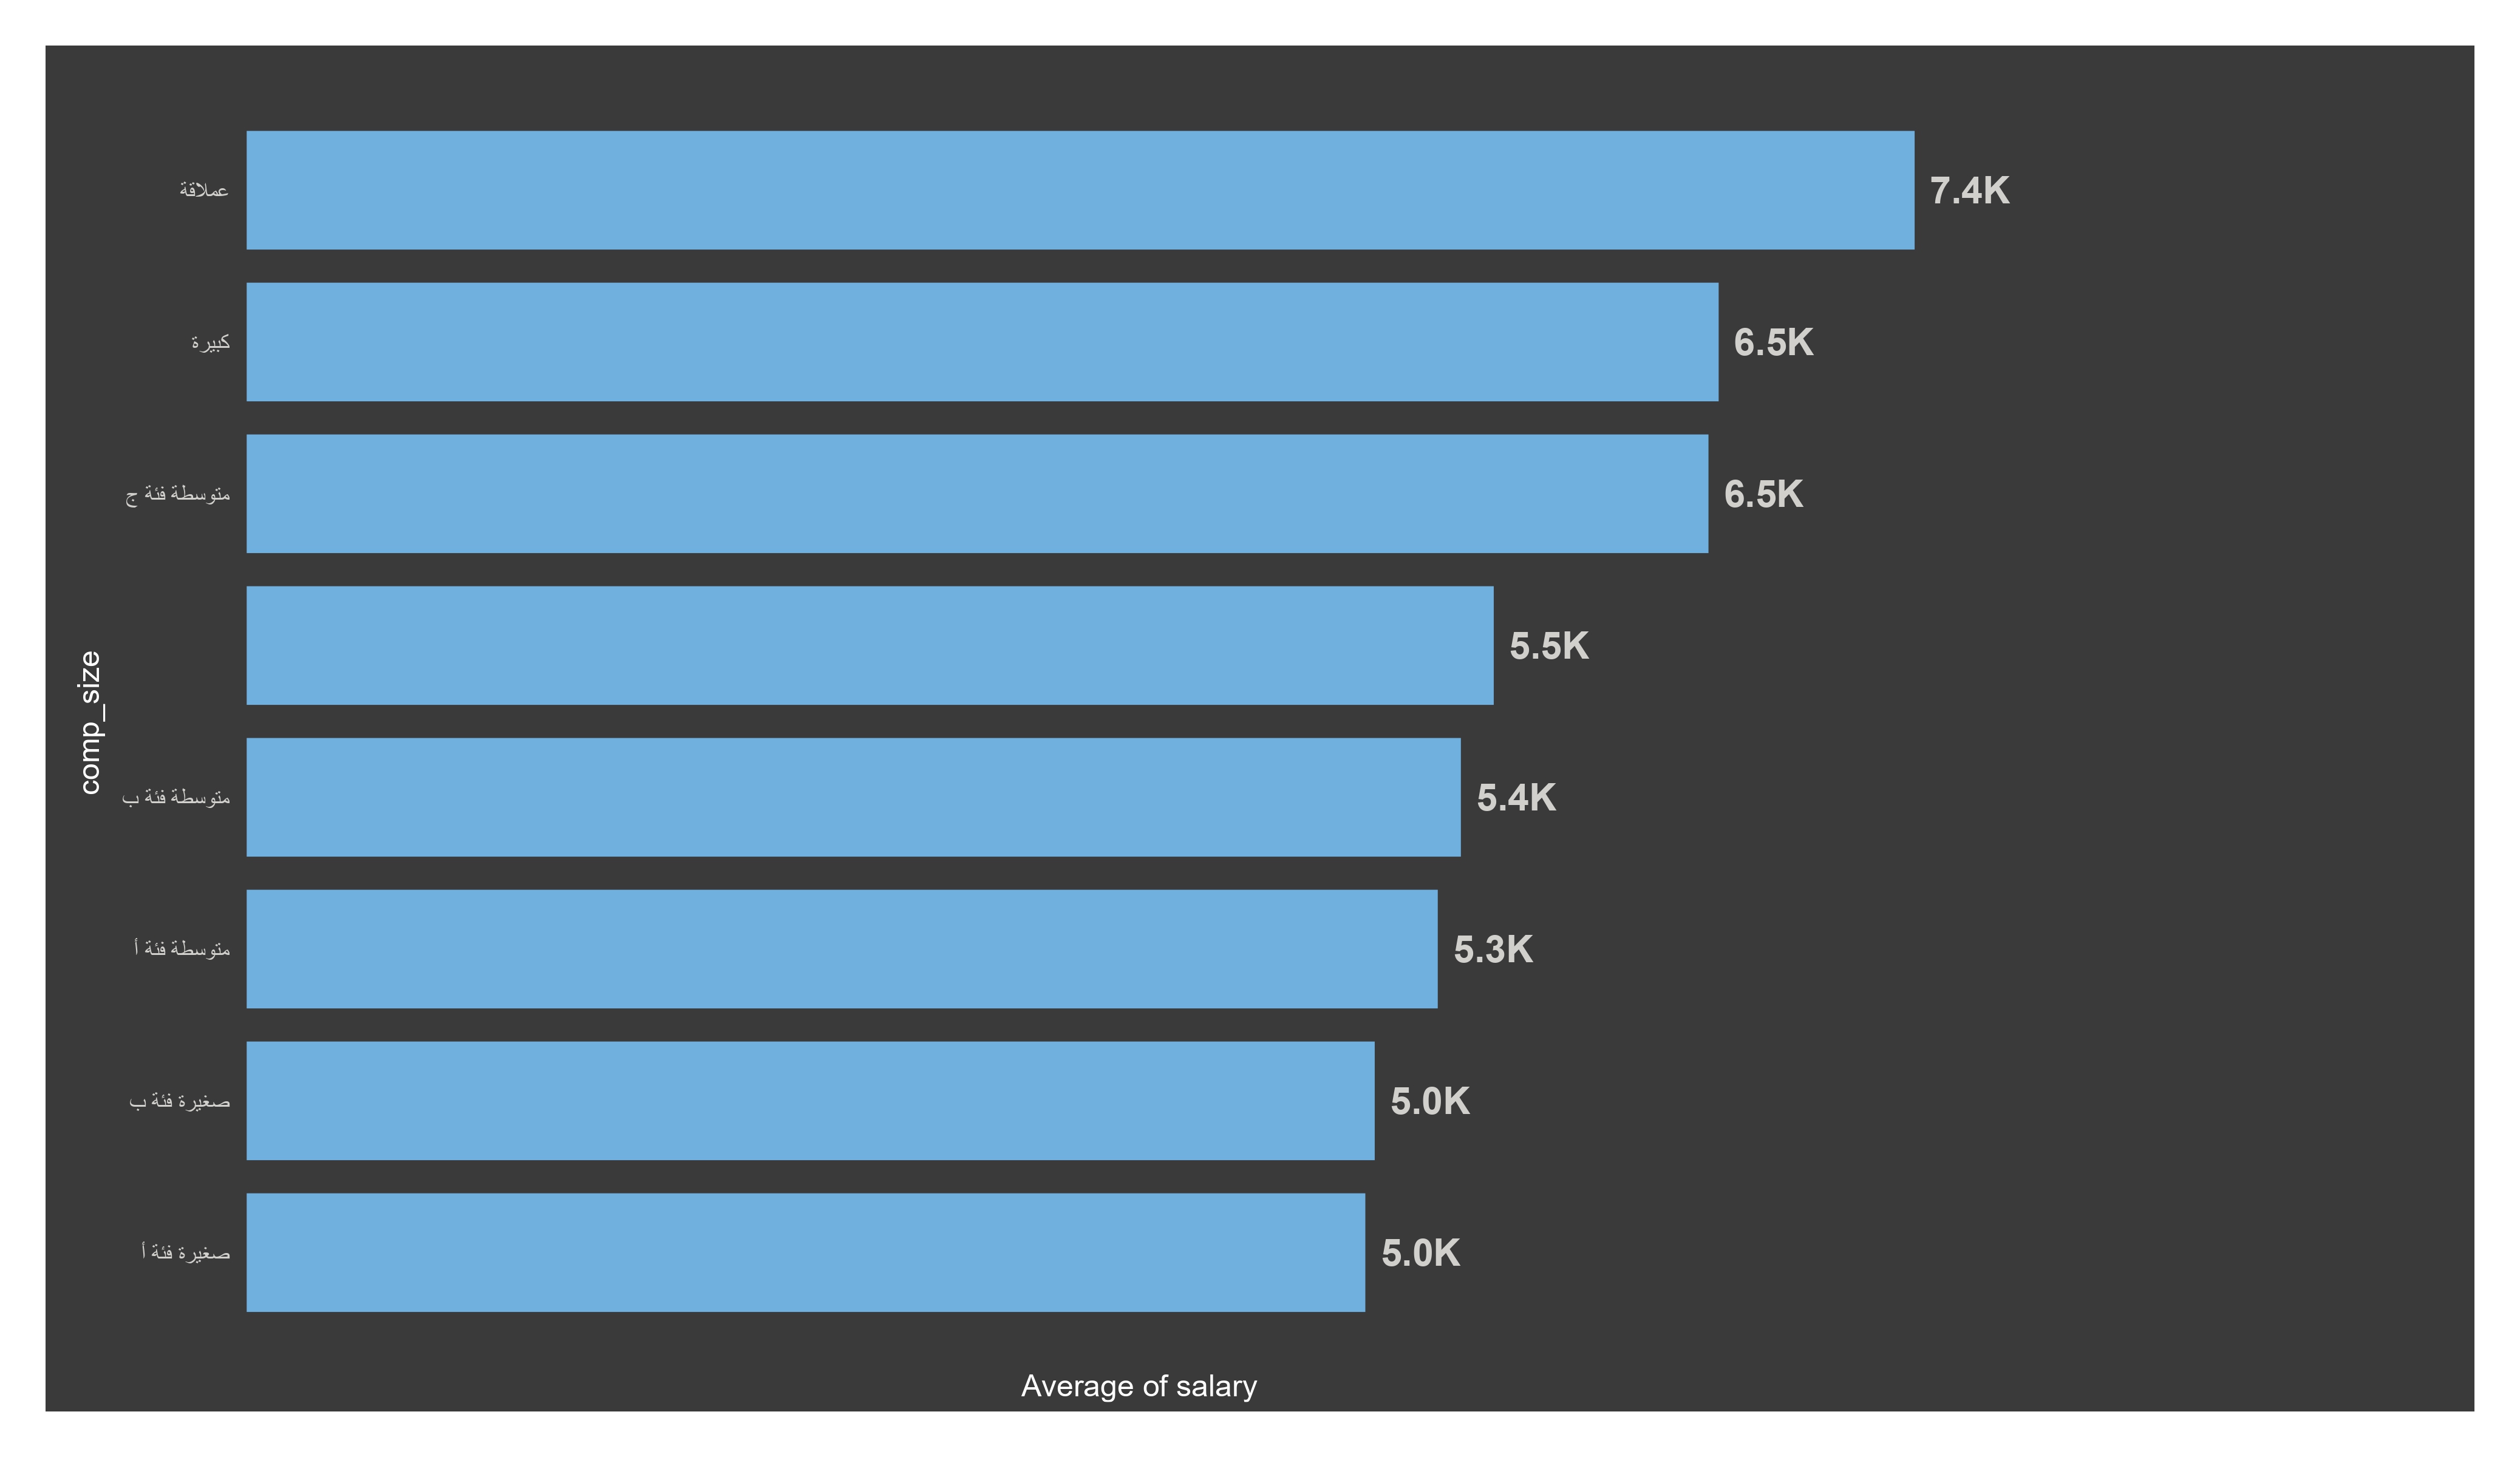 عملاقة
7.4K
كبيرة
6.5K
متوسطة فئة ج
6.5K
5.5K
comp_size
متوسطة فئة ب
5.4K
متوسطة فئة أ
5.3K
صغيرة فئة ب
5.0K
صغيرة فئة أ
5.0K
Average of salary